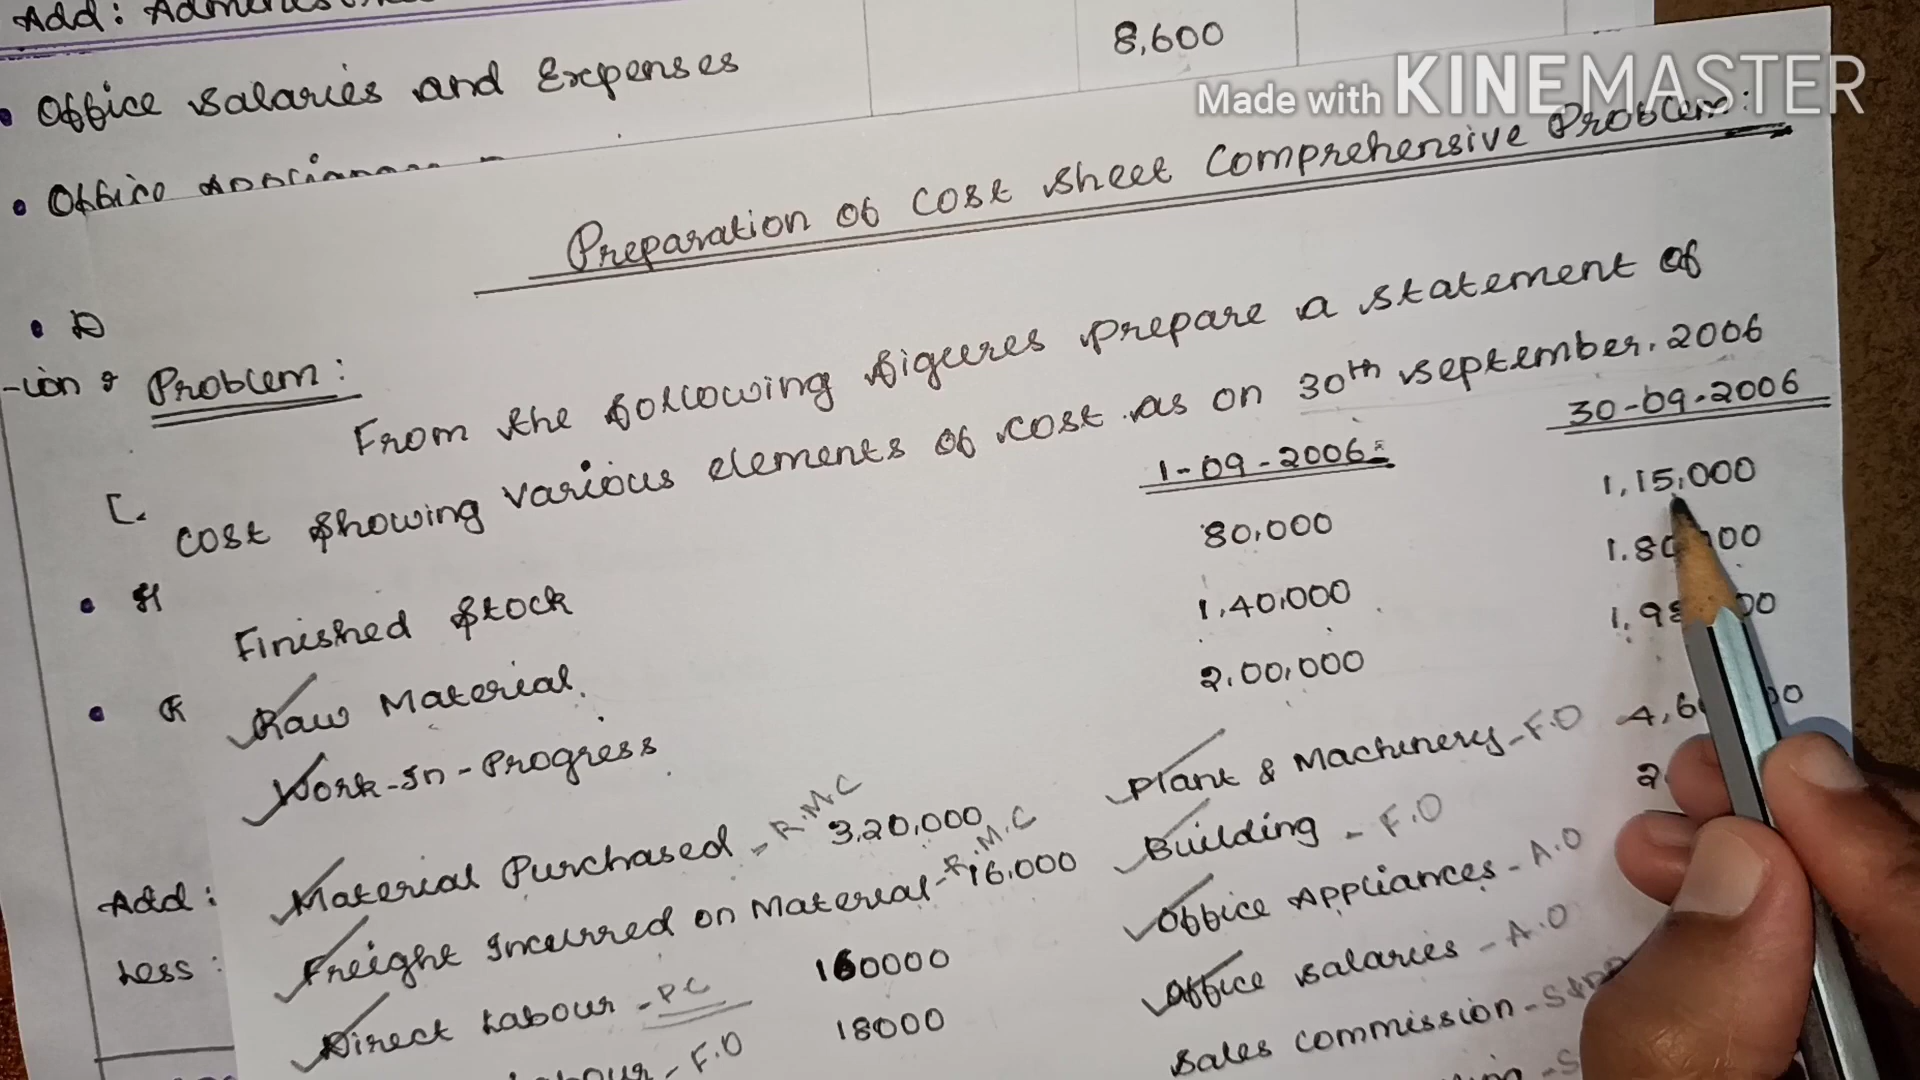 Add:
Office Salaries and Expenses 8,600
Made with KINEMASTER
Office
Preparation of Cost Sheet Comprehensive Problem:
-ion & Problem:
From the following figures prepare a statement of
Cost showing various elements of cost as on 30th September. 2006
1-09-2006 30-09-2006
Finished Stock 80,000 1,15,000
Raw Material 1,40,000
Work-In-Progress 2,00,000
Material Purchased - R.M.C 3,20,000 Plant & Machinery - F.O
Freight Incurred on Material - R.M.C 16,000 Building - F.O
Direct Labour - DC 160000 Office Appliances - A.O
- F.O 18000 Office Salaries - A.O
Sales Commission -
Add:
Less: